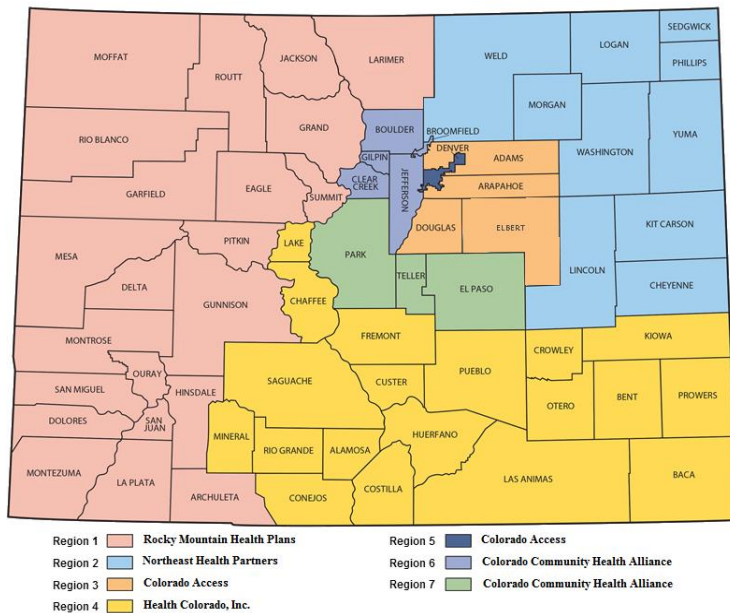 SEDGWICK
MOFFAT
ROUTT
JACKSON
LARIMER
WELD
LOGAN
PHILLIPS
MORGAN
YUMA
RIO BLANCO
GRAND
BOULDER
BROOMFIELD
WASHINGTON
GILPIN
DENVER
ADAMS
CLEAR
CREEK
JEFFERSON
ARAPAHOE
GARFIELD
EAGLE
SUMMIT
DOUGLAS
ELBERT
KIT CARSON
MESA
PITKIN
LAKE
PARK
TELLER
LINCOLN
DELTA
EL PASO
CHEYENNE
GUNNISON
CHAFFEE
MONTROSE
FREMONT
CROWLEY
KIOWA
OURAY
SAN MIGUEL
HINSDALE
SAGUACHE
CUSTER
PUEBLO
OTERO
BENT
PROWERS
DOLORES
SAN
JUAN
MINERAL
RIO GRANDE
ALAMOSA
HUERFANO
MONTEZUMA
LA PLATA
ARCHULETA
CONEJOS
COSTILLA
LAS ANIMAS
BACA
Region 1 Rocky Mountain Health Plans
Region 2 Northeast Health Partners
Region 3 Colorado Access
Region 4 Health Colorado, Inc.
Region 5 Colorado Access
Region 6 Colorado Community Health Alliance
Region 7 Colorado Community Health Alliance